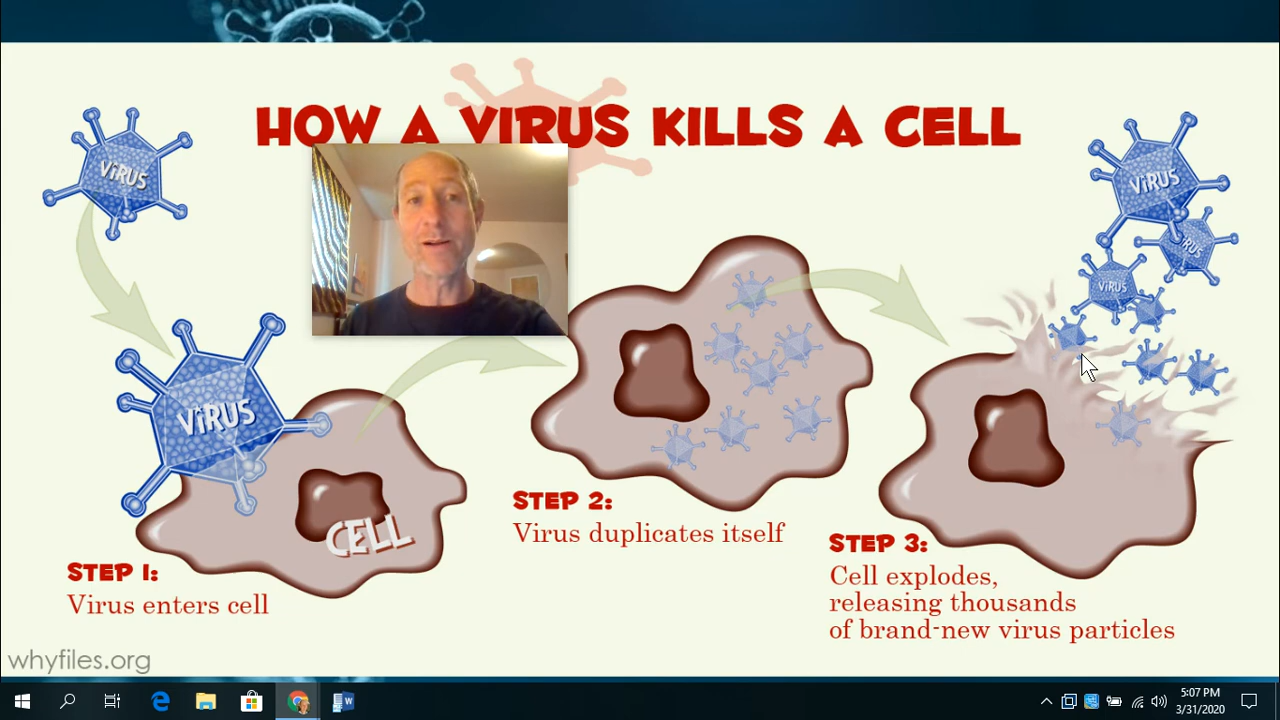 HOW A VIRUS KILLS A CELL
ViRUS
ViRUS
CELL
ViRUS
ViRUS
STEP 1:
Virus enters cell
STEP 2:
Virus duplicates itself
STEP 3:
Cell explodes,
releasing thousands
of brand-new virus particles
whyfiles.org
5:07 PM
3/31/2020